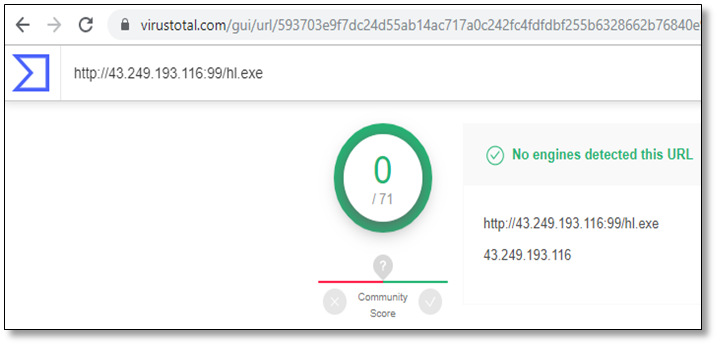 virustotal.com/gui/url/593703e9f7dc24d55ab14ac717a0c242fc4fdfdbf255b6328662b76840e
http://43.249.193.116:99/hl.exe
0
/ 71
No engines detected this URL
http://43.249.193.116:99/hl.exe
43.249.193.116
?
Community
Score